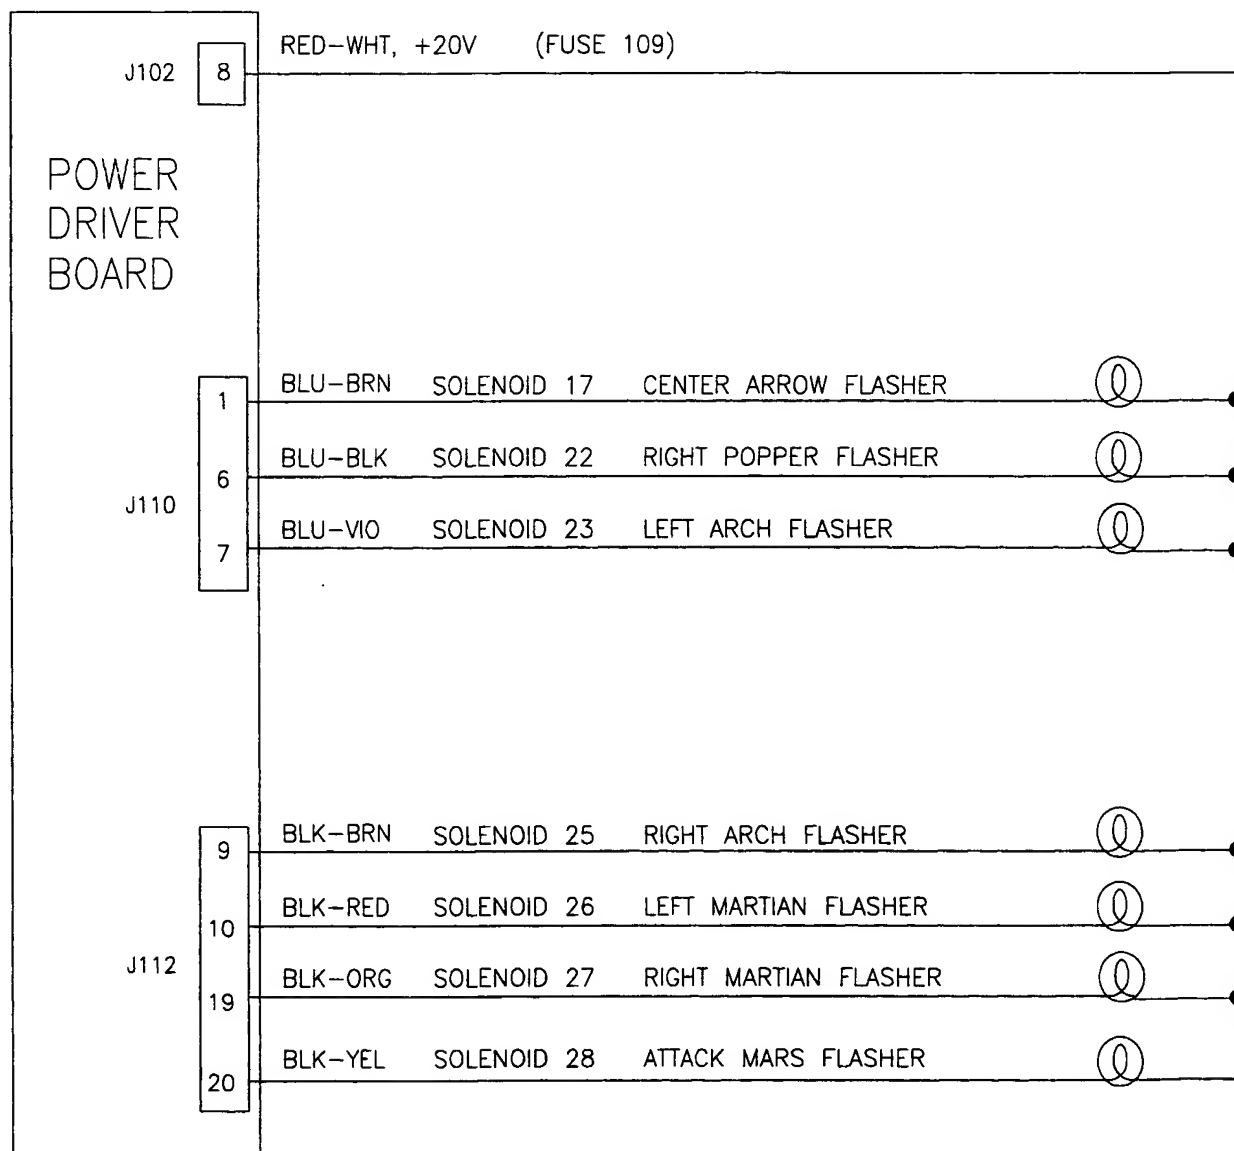 RED-WHT, +20V (FUSE 109)
J102 8
POWER
DRIVER
BOARD
1 BLU-BRN SOLENOID 17 CENTER ARROW FLASHER
6 BLU-BLK SOLENOID 22 RIGHT POPPER FLASHER
J110
7 BLU-VIO SOLENOID 23 LEFT ARCH FLASHER
9 BLK-BRN SOLENOID 25 RIGHT ARCH FLASHER
10 BLK-RED SOLENOID 26 LEFT MARTIAN FLASHER
J112
19 BLK-ORG SOLENOID 27 RIGHT MARTIAN FLASHER
20 BLK-YEL SOLENOID 28 ATTACK MARS FLASHER